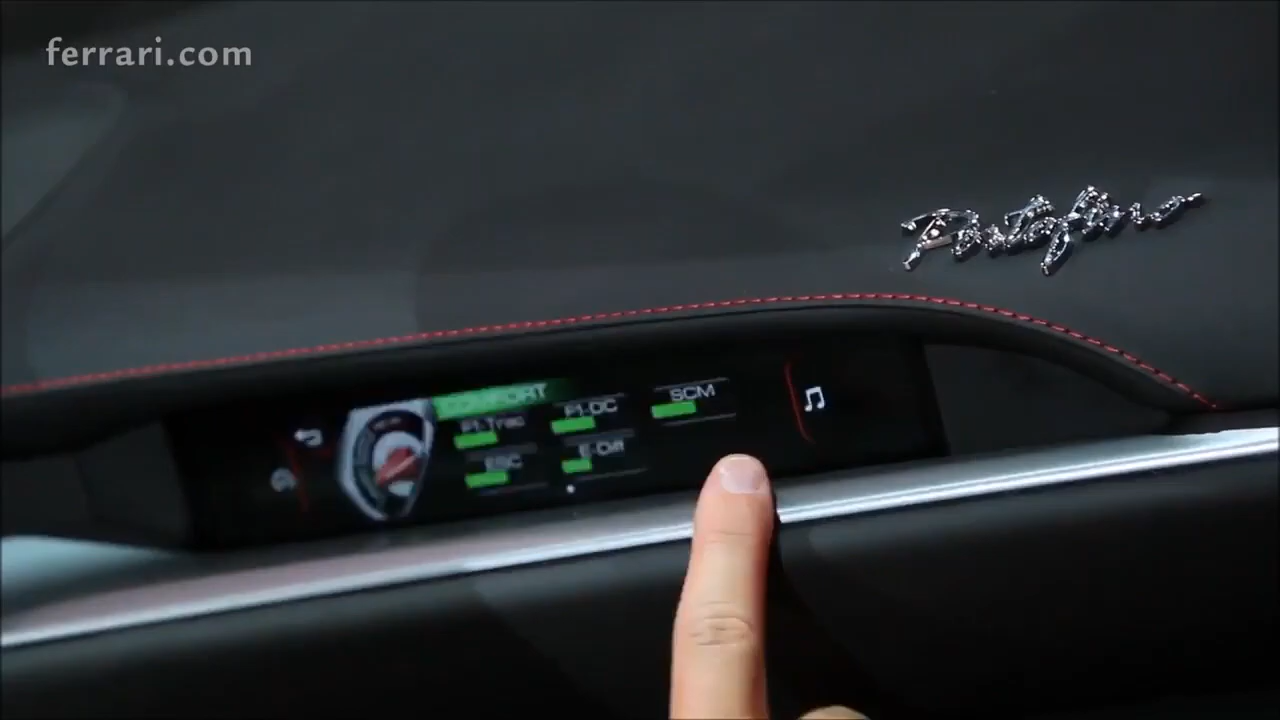 ferrari.com
Portofino
COMFORT
F1-Trac F1-DC SCM
ESC E-Diff